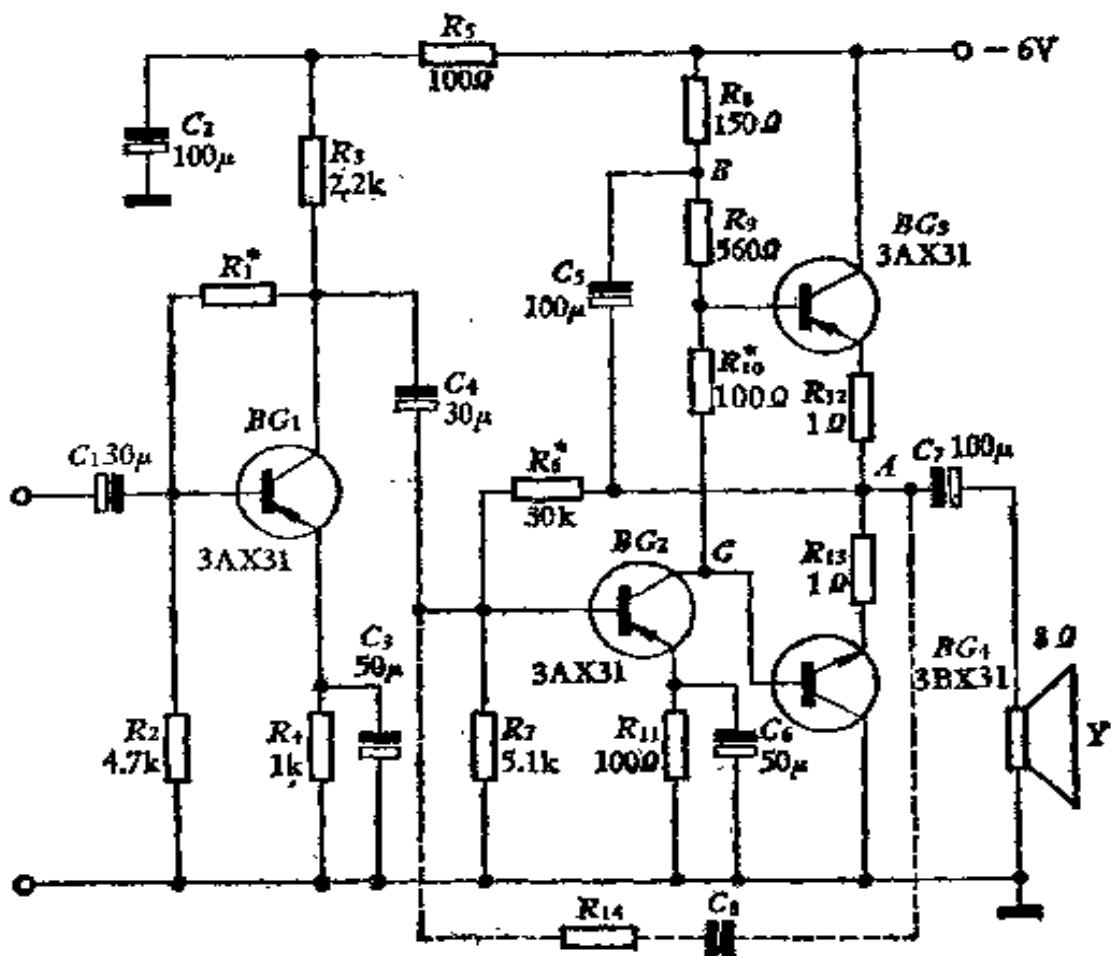 R5
100Ω
− 6V
C2
100μ
R3
2.2k
R8
150Ω
B
R9
560Ω
BG3
3AX31
R1*
C5
100μ
C4
30μ
R10*
100Ω
R12
1Ω
BG1
C1 30μ
3AX31
R6*
30k
A
C7 100μ
BG2
G
R13
1Ω
C3
50μ
3AX31
BG4
3BX31
8Ω
Y
R2
4.7k
R4
1k
R7
5.1k
R11
100Ω
C6
50μ
R14
C8